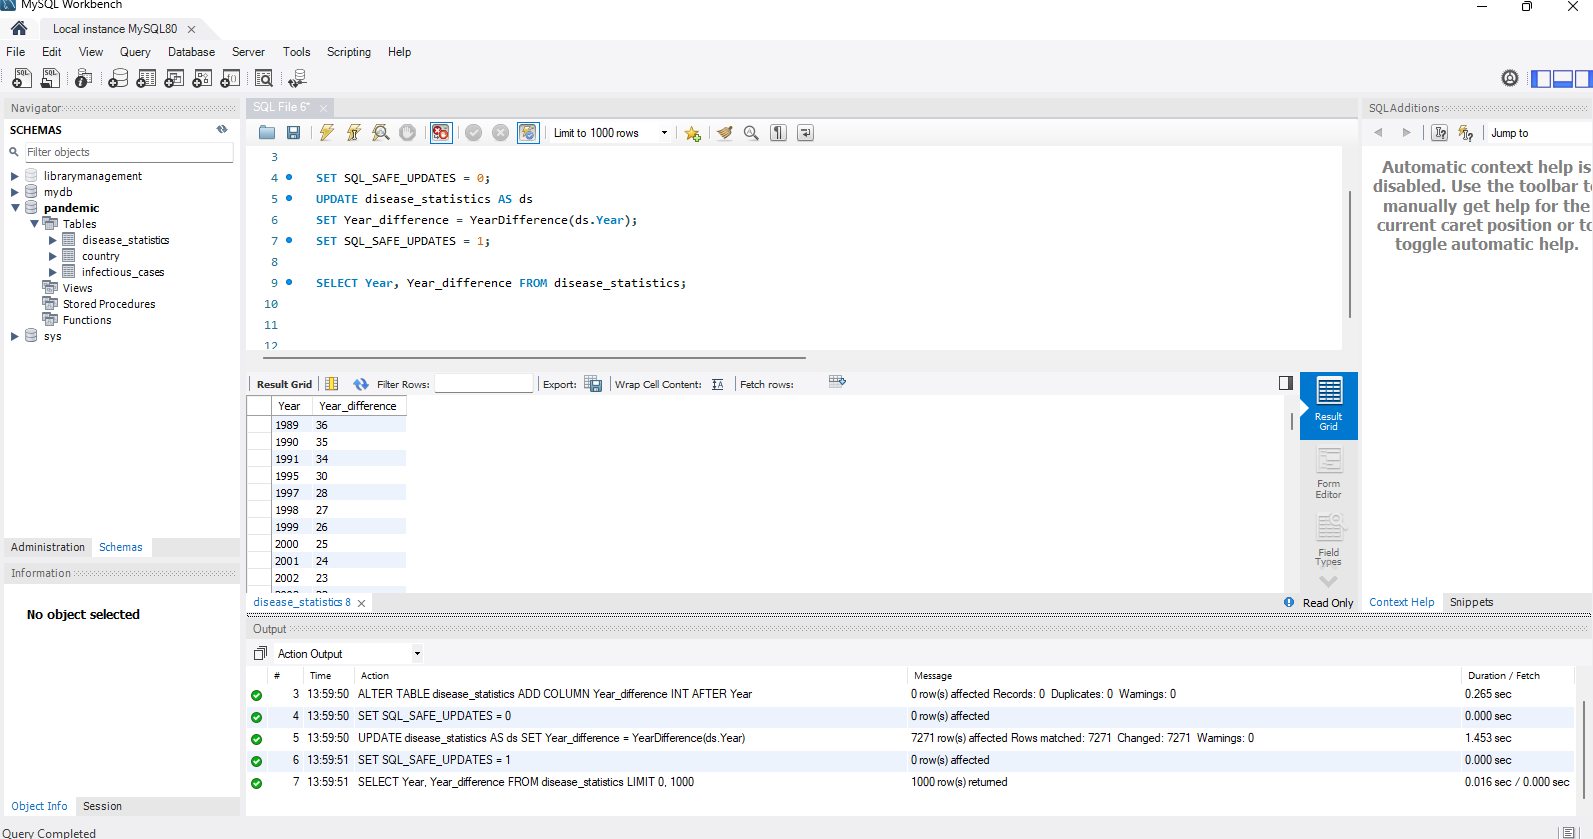 MySQL Workbench
Local instance MySQL80
File Edit View Query Database Server Tools Scripting Help
Navigator
SCHEMAS
Filter objects
librarymanagement
mydb
pandemic
Tables
disease_statistics
country
infectious_cases
Views
Stored Procedures
Functions
sys
Administration Schemas
Information
No object selected
Object Info Session
Query Completed
SQL File 6*
Limit to 1000 rows
3
4 SET SQL_SAFE_UPDATES = 0;
5 UPDATE disease_statistics AS ds
6 SET Year_difference = YearDifference(ds.Year);
7 SET SQL_SAFE_UPDATES = 1;
8
9 SELECT Year, Year_difference FROM disease_statistics;
10
11
12
Result Grid Filter Rows: Export: Wrap Cell Content: Fetch rows:
Year Year_difference
1989 36
1990 35
1991 34
1995 30
1997 28
1998 27
1999 26
2000 25
2001 24
2002 23
Result Grid
Form Editor
Field Types
disease_statistics 8
Read Only
SQLAdditions
Jump to
Automatic context help is
disabled. Use the toolbar to
manually get help for the
current caret position or to
toggle automatic help.
Context Help Snippets
Output
Action Output
# Time Action Message Duration / Fetch
3 13:59:50 ALTER TABLE disease_statistics ADD COLUMN Year_difference INT AFTER Year 0 row(s) affected Records: 0 Duplicates: 0 Warnings: 0 0.265 sec
4 13:59:50 SET SQL_SAFE_UPDATES = 0 0 row(s) affected 0.000 sec
5 13:59:50 UPDATE disease_statistics AS ds SET Year_difference = YearDifference(ds.Year) 7271 row(s) affected Rows matched: 7271 Changed: 7271 Warnings: 0 1.453 sec
6 13:59:51 SET SQL_SAFE_UPDATES = 1 0 row(s) affected 0.000 sec
7 13:59:51 SELECT Year, Year_difference FROM disease_statistics LIMIT 0, 1000 1000 row(s) returned 0.016 sec / 0.000 sec